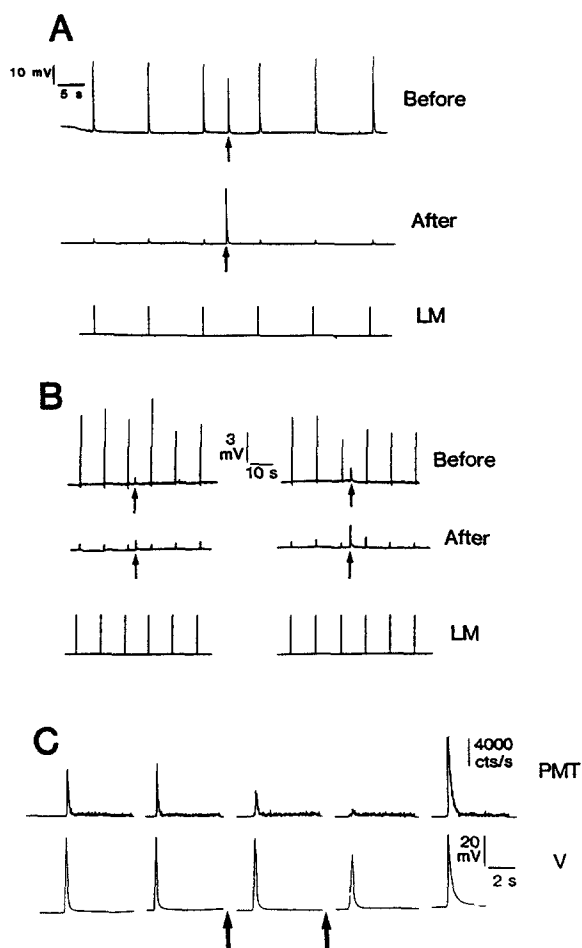 A
10 mV
5 s
Before
After
LM
B
3
mV
10 s
Before
After
LM
C
4000
cts/s
PMT
20
mV
2 s
V